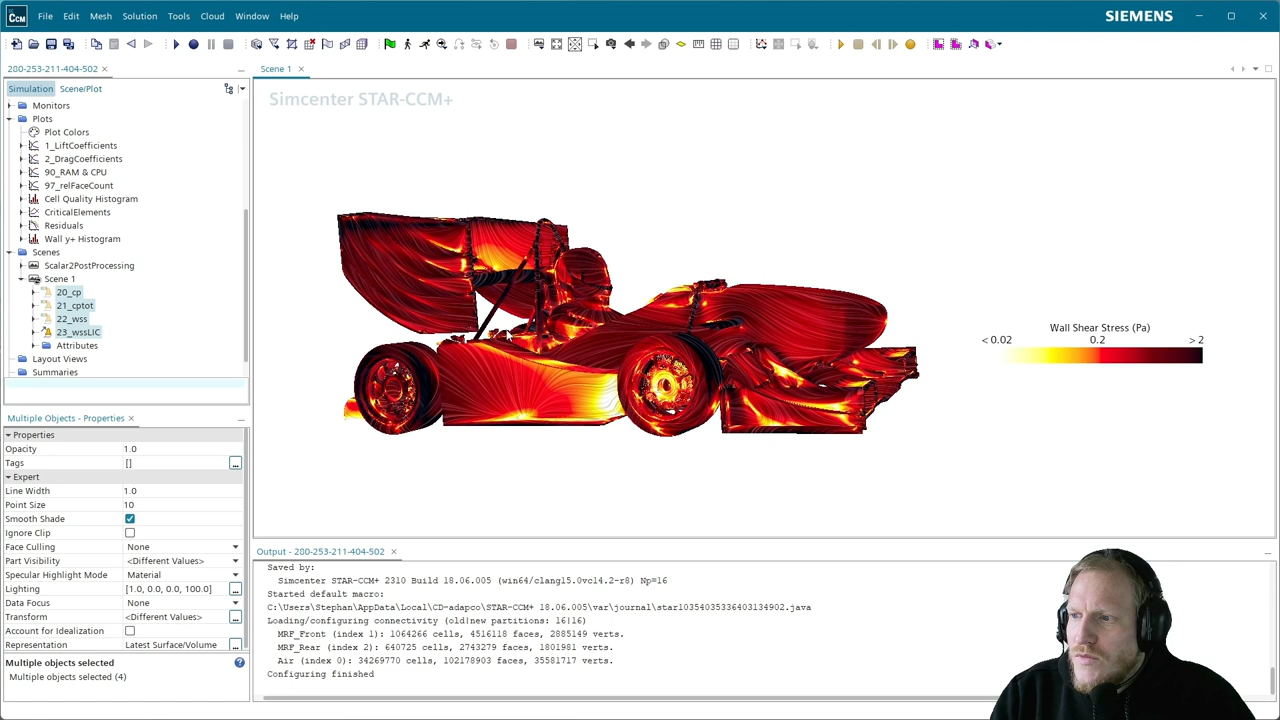 CCM File Edit Mesh Solution Tools Cloud Window Help SIEMENS
280-253-211-404-502
Simulation Scene/Plot
Monitors
Plots
Plot Colors
1_LiftCoefficients
2_DragCoefficients
90_RAM & CPU
97_relFaceCount
Cell Quality Histogram
CriticalElements
Residuals
Wall y+ Histogram
Scenes
Scalar2PostProcessing
Scene 1
20_cp
21_cptot
22_wss
23_wssLIC
Attributes
Layout Views
Summaries
Multiple Objects - Properties
Properties
Opacity 1.0
Tags []
Expert
Line Width 1.0
Point Size 10
Smooth Shade
Ignore Clip
Face Culling None
Part Visibility <Different Values>
Specular Highlight Mode Material
Lighting [1.0, 0.0, 0.0, 100.0]
Data Focus None
Transform <Different Values>
Account for Idealization
Representation Latest Surface/Volume
Multiple objects selected
Multiple objects selected (4)
Scene 1
Simcenter STAR-CCM+
Wall Shear Stress (Pa)
< 0.02 0.2 > 2
Output - 280-253-211-404-502
Saved by:
Simcenter STAR-CCM+ 2310 Build 18.06.005 (win64/clang15.0vc14.2-r8) Np=16
Started default macro:
C:\Users\Stephan\AppData\Local\CD-adapco\STAR-CCM+ 18.06.005\var\journal\star10354035336403134902.java
Loading/configuring connectivity (old|new partitions: 16|16)
MRF_Front (index 1): 1064266 cells, 4516118 faces, 2885149 verts.
MRF_Rear (index 2): 640725 cells, 2743279 faces, 1801981 verts.
Air (index 0): 34269770 cells, 102178903 faces, 35581717 verts.
Configuring finished